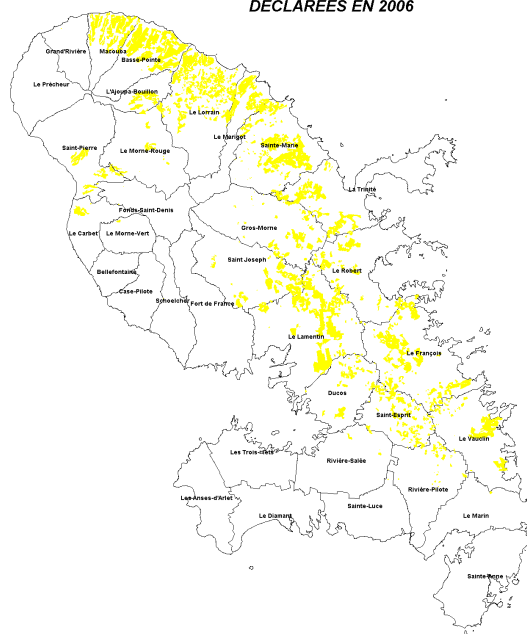 DECLAREES EN 2006
Grand'Rivière
Macouba
Basse-Pointe
Le Prêcheur
L'Ajoupa-Bouillon
Le Lorrain
Le Marigot
Saint-Pierre
Le Morne-Rouge
Sainte-Marie
La Trinité
Fonds-Saint-Denis
Le Carbet
Le Morne-Vert
Gros-Morne
Bellefontaine
Saint Joseph
Le Robert
Case-Pilote
Schoelcher
Fort de France
Le Lamentin
Le François
Ducos
Saint-Esprit
Le Vauclin
Les Trois-Ilets
Rivière-Salée
Rivière-Pilote
Les-Anses-d'Arlet
Le Diamant
Sainte-Luce
Le Marin
Sainte-Anne